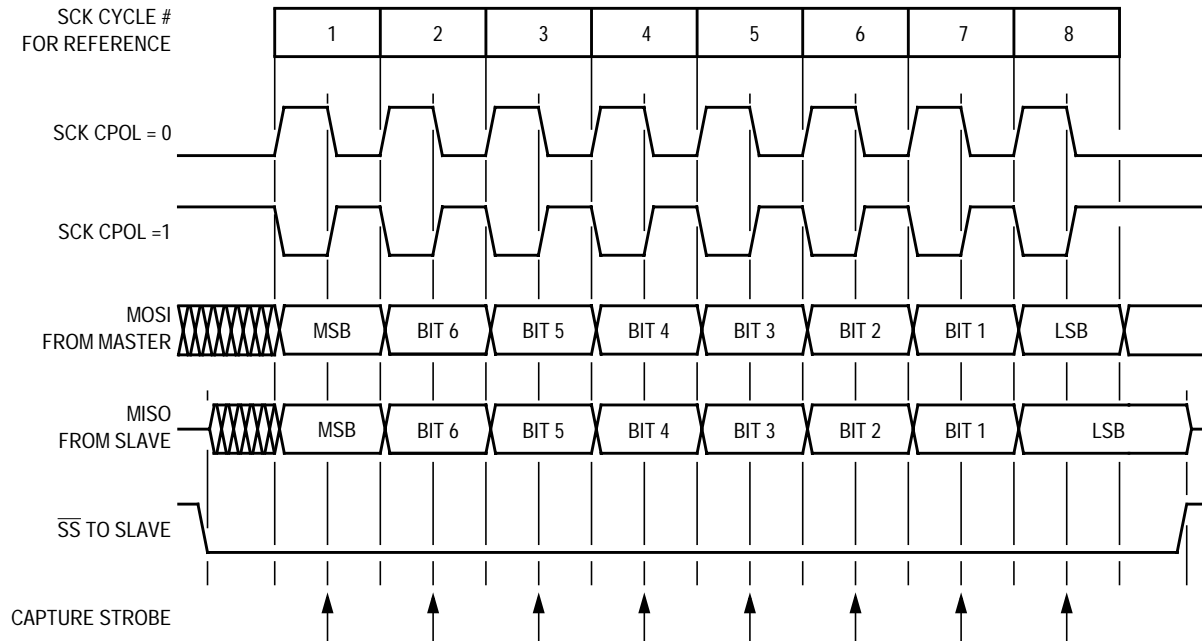 SCK CYCLE #
FOR REFERENCE
1 2 3 4 5 6 7 8
SCK CPOL = 0
SCK CPOL =1
MOSI
FROM MASTER
MSB BIT 6 BIT 5 BIT 4 BIT 3 BIT 2 BIT 1 LSB
MISO
FROM SLAVE
MSB BIT 6 BIT 5 BIT 4 BIT 3 BIT 2 BIT 1 LSB
S̅S̅ TO SLAVE
CAPTURE STROBE